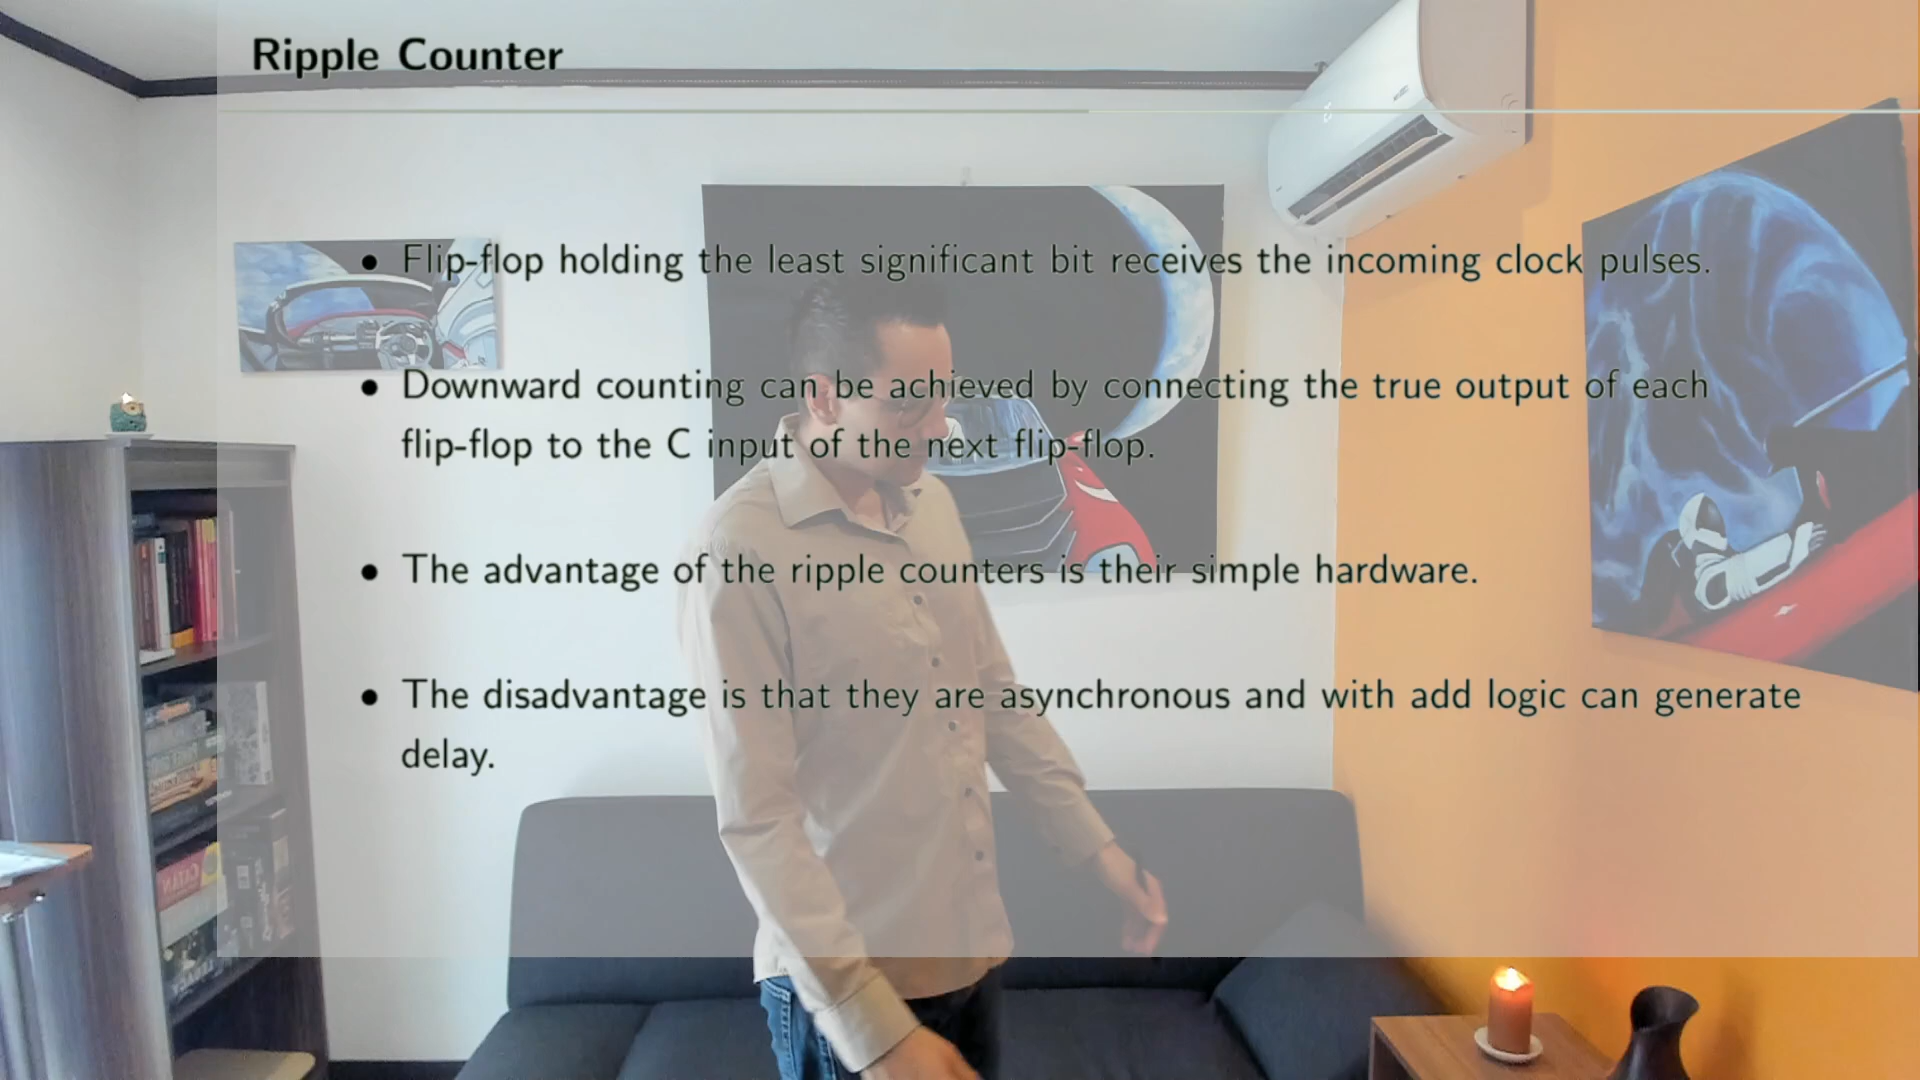 Ripple Counter
• Flip-flop holding the least significant bit receives the incoming clock pulses.
• Downward counting can be achieved by connecting the true output of each
flip-flop to the C input of the next flip-flop.
• The advantage of the ripple counters is their simple hardware.
• The disadvantage is that they are asynchronous and with add logic can generate
delay.